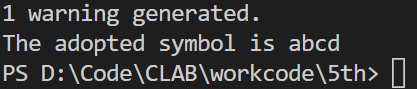 1 warning generated.
The adopted symbol is abcd
PS D:\Code\CLAB\workcode\5th>